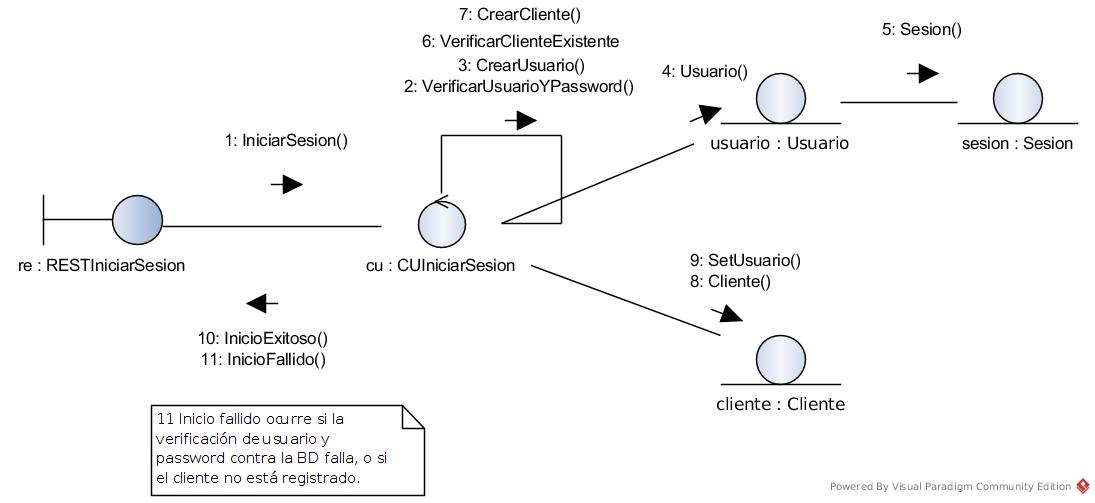 7: CrearCliente()
6: VerificarClienteExistente
3: CrearUsuario()
2: VerificarUsuarioYPassword()
5: Sesion()
4: Usuario()
usuario : Usuario
sesion : Sesion
1: IniciarSesion()
re : RESTIniciarSesion
cu : CUIniciarSesion
9: SetUsuario()
8: Cliente()
10: InicioExitoso()
11: InicioFallido()
cliente : Cliente
11 Inicio fallido ocurre si la
verificación de usuario y
password contra la BD falla, o si
el cliente no está registrado.
Powered By Visual Paradigm Community Edition